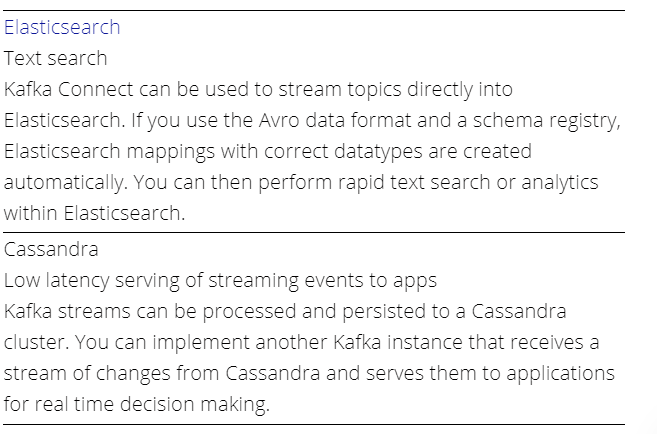 Elasticsearch
Text search
Kafka Connect can be used to stream topics directly into
Elasticsearch. If you use the Avro data format and a schema registry,
Elasticsearch mappings with correct datatypes are created
automatically. You can then perform rapid text search or analytics
within Elasticsearch.
Cassandra
Low latency serving of streaming events to apps
Kafka streams can be processed and persisted to a Cassandra
cluster. You can implement another Kafka instance that receives a
stream of changes from Cassandra and serves them to applications
for real time decision making.